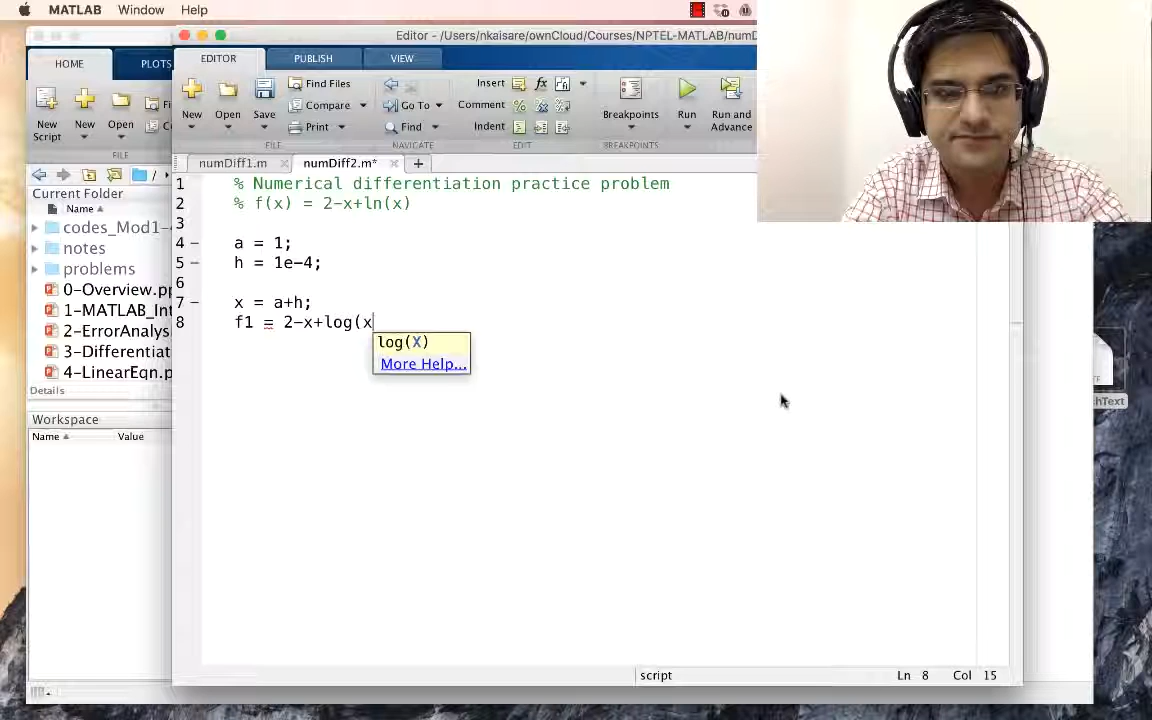 MATLAB Window Help
Editor - /Users/nkaisare/ownCloud/Courses/NPTEL-MATLAB/numD
HOME PLOTS
EDITOR PUBLISH VIEW
New Script
New
Open
FILE
New
Open
Save
Find Files
Compare
Print
FILE
Go To
Find
NAVIGATE
Insert
Comment
Indent
EDIT
Breakpoints
BREAKPOINTS
Run
Run and Advance
numDiff1.m
numDiff2.m*
Current Folder
Name
codes_Mod1-
notes
problems
0-Overview.pp
1-MATLAB_Int
2-ErrorAnalys
3-Differentiat
4-LinearEqn.p
Details
Workspace
Name Value
1 % Numerical differentiation practice problem
2 % f(x) = 2-x+ln(x)
3
4 – a = 1;
5 – h = 1e-4;
6
7 – x = a+h;
8 f1 = 2-x+log(x
log(X)
More Help...
hText
script
Ln 8 Col 15